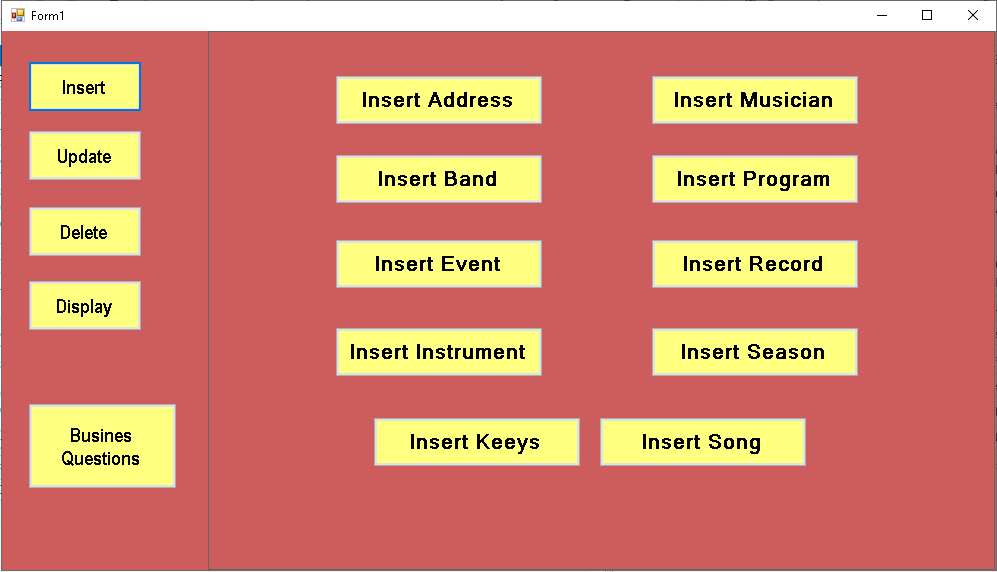 Form1
Insert
Update
Delete
Display
Busines
Questions
Insert Address
Insert Musician
Insert Band
Insert Program
Insert Event
Insert Record
Insert Instrument
Insert Season
Insert Keeys
Insert Song